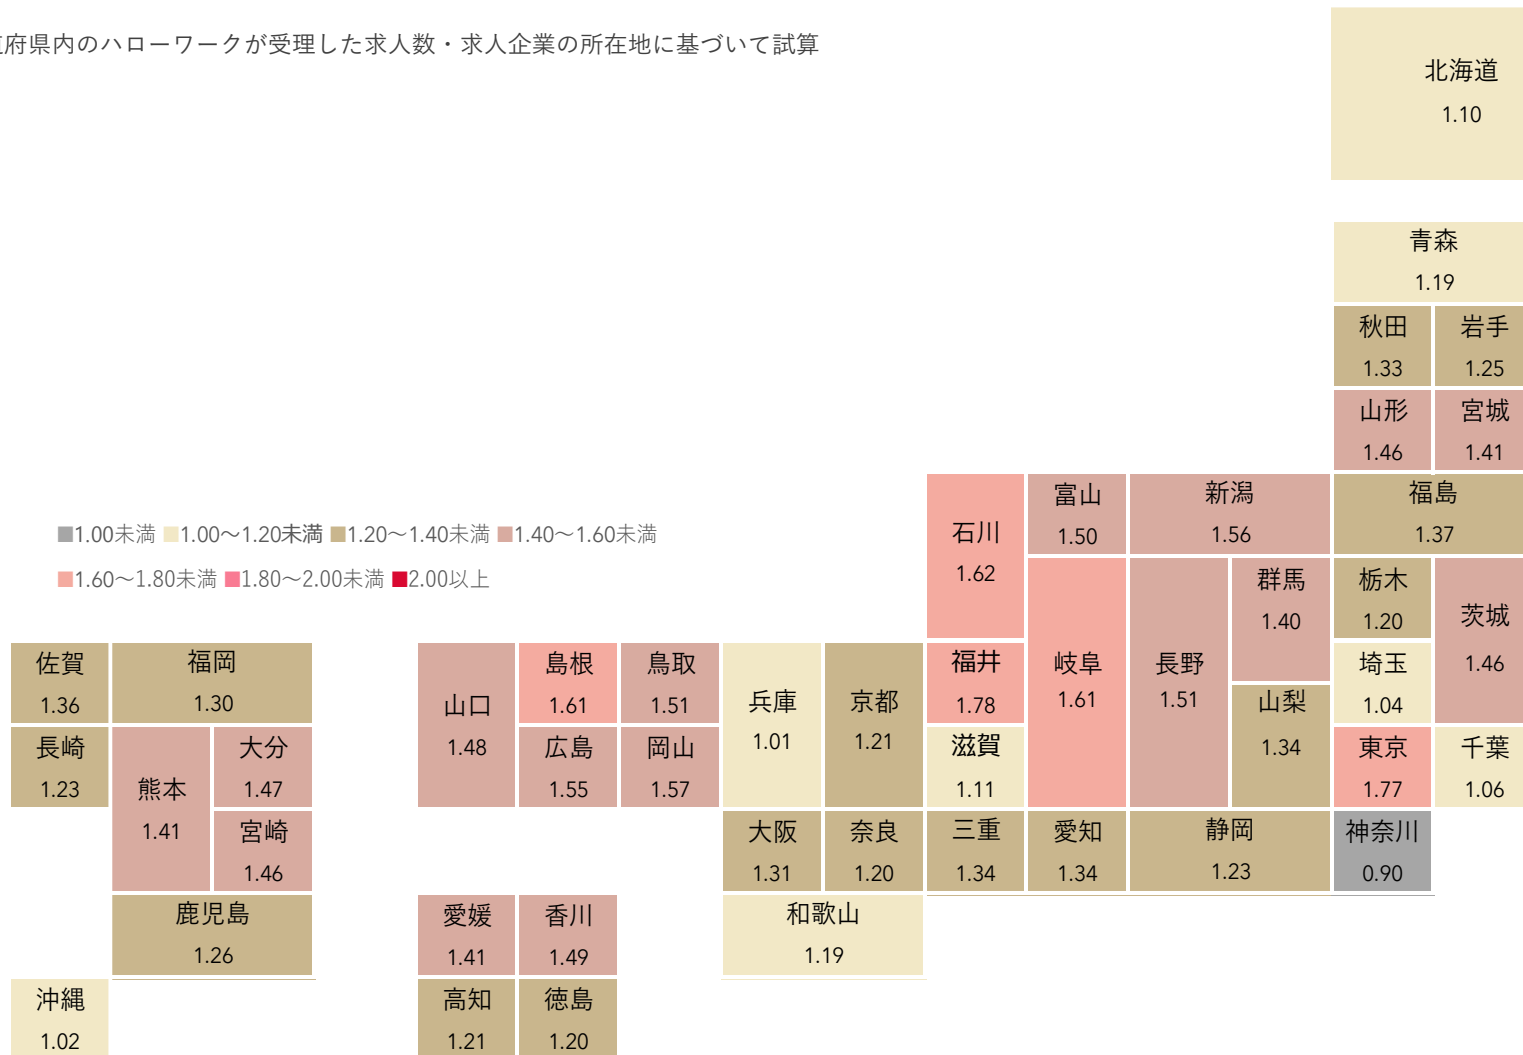 道府県内のハローワークが受理した求人数・求人企業の所在地に基づいて試算
北海道
1.10
青森
1.19
秋田 岩手
1.33 1.25
山形 宮城
1.46 1.41
石川
1.62
富山
1.50
新潟
1.56
福島
1.37
■1.00未満 ■1.00〜1.20未満 ■1.20〜1.40未満 ■1.40〜1.60未満
■1.60〜1.80未満 ■1.80〜2.00未満 ■2.00以上
群馬
1.40
栃木
1.20
茨城
1.46
佐賀
1.36
福岡
1.30
山口
1.48
島根
1.61
鳥取
1.51
兵庫
1.01
京都
1.21
福井
1.78
岐阜
1.61
長野
1.51
山梨
1.34
埼玉
1.04
長崎
1.23
熊本
1.41
大分
1.47
広島
1.55
岡山
1.57
滋賀
1.11
東京
1.77
千葉
1.06
宮崎
1.46
大阪
1.31
奈良
1.20
三重
1.34
愛知
1.34
静岡
1.23
神奈川
0.90
鹿児島
1.26
愛媛
1.41
香川
1.49
和歌山
1.19
沖縄
1.02
高知
1.21
徳島
1.20